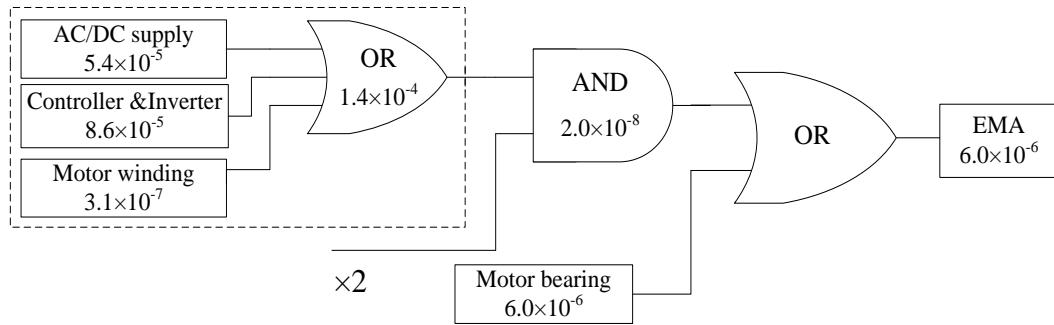 AC/DC supply
5.4×10⁻⁵
Controller &Inverter
8.6×10⁻⁵
Motor winding
3.1×10⁻⁷
OR
1.4×10⁻⁴
AND
2.0×10⁻⁸
OR
EMA
6.0×10⁻⁶
×2
Motor bearing
6.0×10⁻⁶